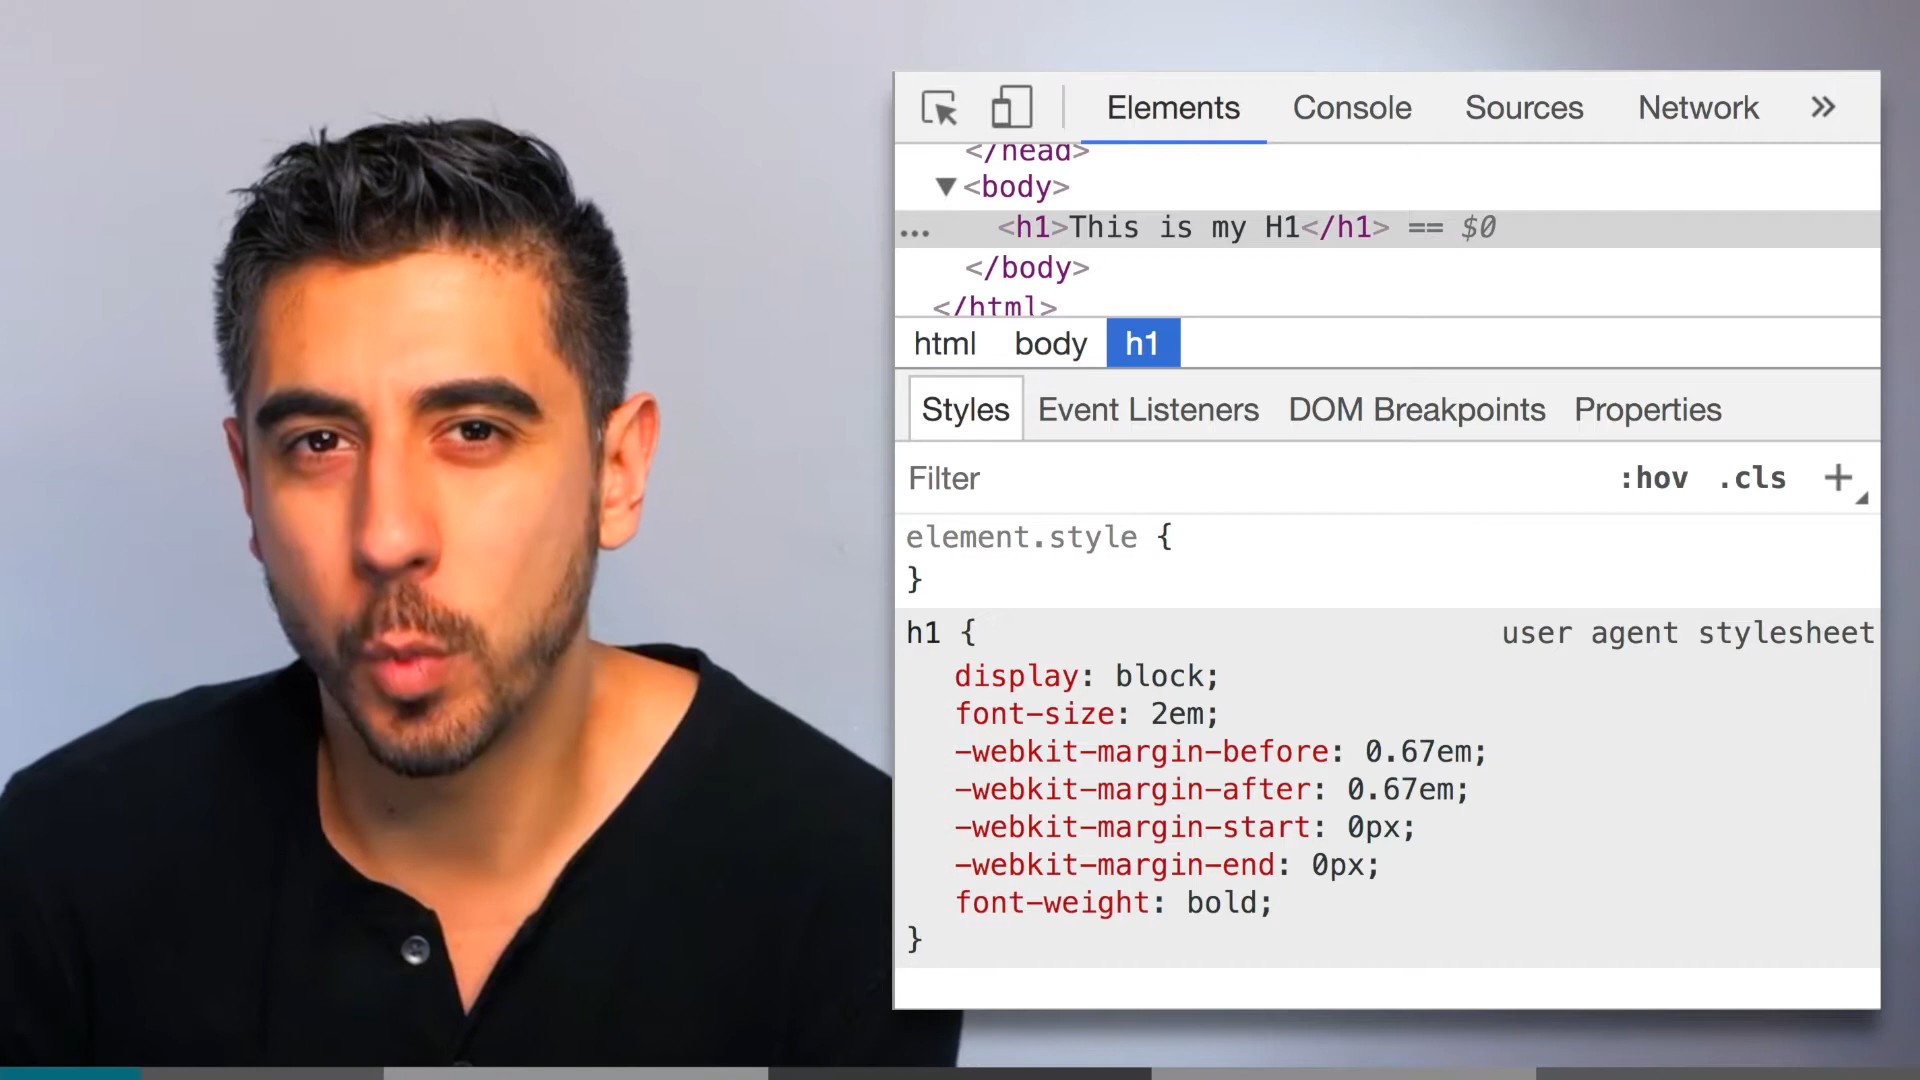 Elements Console Sources Network »
</head>
▼ <body>
... <h1>This is my H1</h1> == $0
</body>
</html>
html body h1
Styles Event Listeners DOM Breakpoints Properties
Filter :hov .cls +
element.style {
}
h1 { user agent stylesheet
display: block;
font-size: 2em;
-webkit-margin-before: 0.67em;
-webkit-margin-after: 0.67em;
-webkit-margin-start: 0px;
-webkit-margin-end: 0px;
font-weight: bold;
}